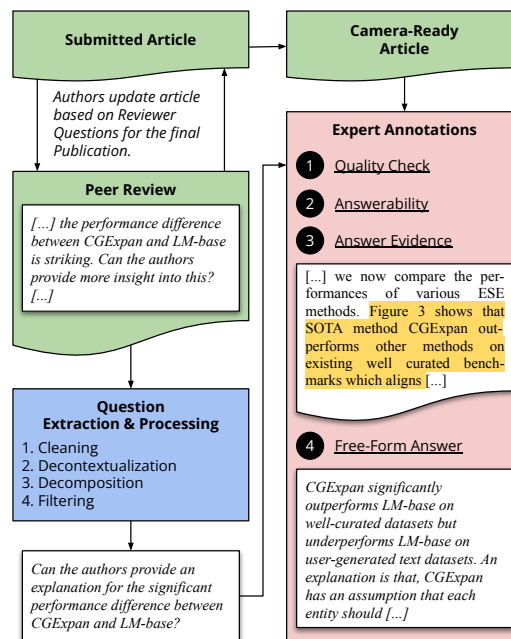 Submitted Article
Camera-Ready
Article
Authors update article
based on Reviewer
Questions for the final
Publication.
Peer Review
[...] the performance difference
between CGExpan and LM-base
is striking. Can the authors
provide more insight into this?
[...]
Question
Extraction & Processing
1. Cleaning
2. Decontextualization
3. Decomposition
4. Filtering
Can the authors provide an
explanation for the significant
performance difference between
CGExpan and LM-base?
Expert Annotations
1 Quality Check
2 Answerability
3 Answer Evidence
[...] we now compare the per-
formances of various ESE
methods. Figure 3 shows that
SOTA method CGExpan out-
performs other methods on
existing well curated bench-
marks which aligns [...]
4 Free-Form Answer
CGExpan significantly
outperforms LM-base on
well-curated datasets but
underperforms LM-base on
user-generated text datasets. An
explanation is that, CGExpan
has an assumption that each
entity should [...]